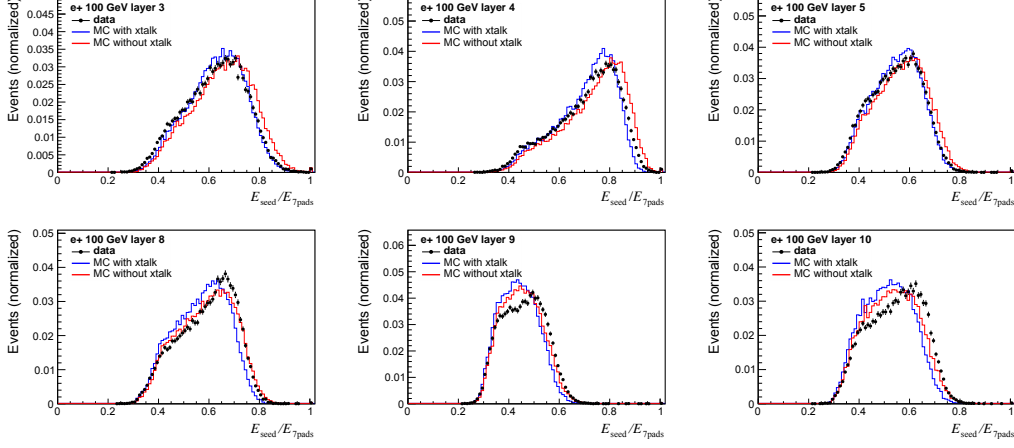 e+ 100 GeV layer 3
data
MC with xtalk
MC without xtalk
Events (normalized)
0.045
0.04
0.035
0.03
0.025
0.02
0.015
0.01
0.005
0
0 0.2 0.4 0.6 0.8 1
E_seed/E_7pads
e+ 100 GeV layer 4
data
MC with xtalk
MC without xtalk
Events (normalized)
0.05
0.04
0.03
0.02
0.01
0
0 0.2 0.4 0.6 0.8 1
E_seed/E_7pads
e+ 100 GeV layer 5
data
MC with xtalk
MC without xtalk
Events (normalized)
0.05
0.04
0.03
0.02
0.01
0
0 0.2 0.4 0.6 0.8 1
E_seed/E_7pads
e+ 100 GeV layer 8
data
MC with xtalk
MC without xtalk
Events (normalized)
0.05
0.04
0.03
0.02
0.01
0
0 0.2 0.4 0.6 0.8 1
E_seed/E_7pads
e+ 100 GeV layer 9
data
MC with xtalk
MC without xtalk
Events (normalized)
0.06
0.05
0.04
0.03
0.02
0.01
0
0 0.2 0.4 0.6 0.8 1
E_seed/E_7pads
e+ 100 GeV layer 10
data
MC with xtalk
MC without xtalk
Events (normalized)
0.05
0.04
0.03
0.02
0.01
0
0 0.2 0.4 0.6 0.8 1
E_seed/E_7pads